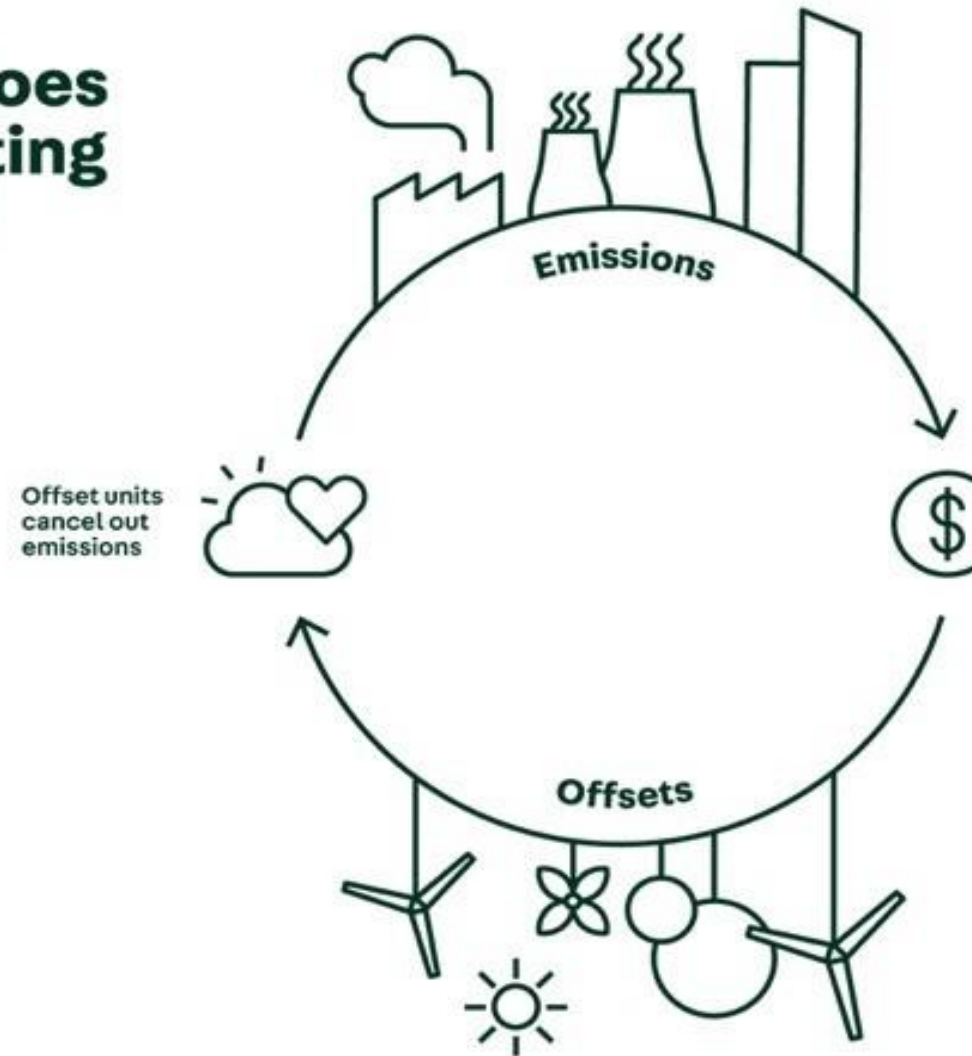 oes
ting
Emissions
Offset units
cancel out
emissions
$
Offsets